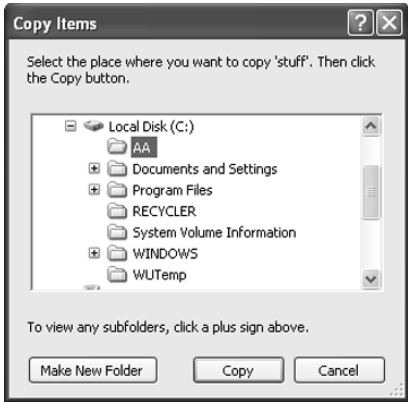 Copy Items
Select the place where you want to copy 'stuff'. Then click
the Copy button.
Local Disk (C:)
AA
Documents and Settings
Program Files
RECYCLER
System Volume Information
WINDOWS
WUTemp
To view any subfolders, click a plus sign above.
Make New Folder Copy Cancel